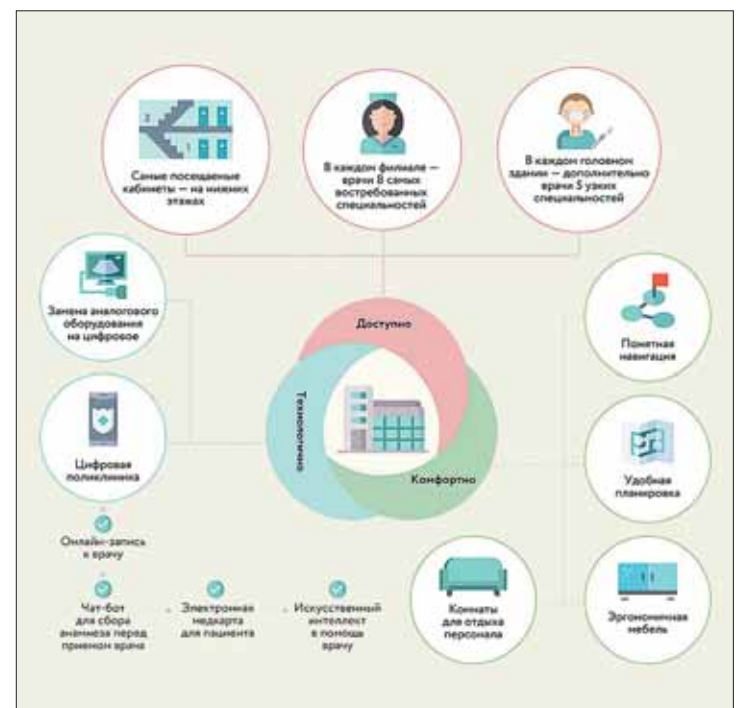 2
1
Самые посещаемые
кабинеты — на нижних
этажах
В каждом филиале —
врачи 8 самых
востребованных
специальностей
В каждом головном
здании — дополнительно
врачи 5 узких
специальностей
Замена аналогового
оборудования
на цифровое
Доступно
Технологично
Комфортно
Понятная
навигация
Цифровая
поликлиника
Удобная
планировка
Онлайн-запись
к врачу
Чат-бот
для сбора
анамнеза перед
приемом врача
Электронная
медкарта
для пациента
Искусственный
интеллект
в помощь
врачу
Комнаты
для отдыха
персонала
Эргономичная
мебель